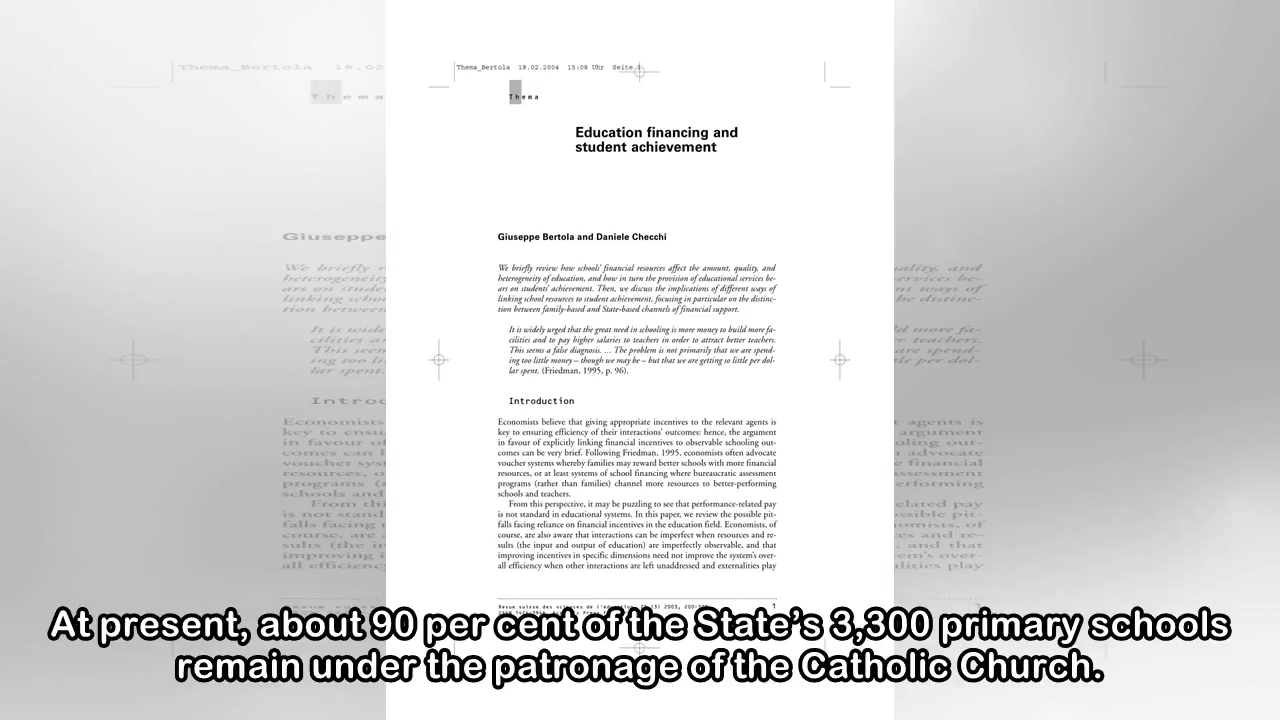 Thema_Bertola 18.02.2004 15:08 Uhr Seite 1
Thema
Education financing and
student achievement
Giuseppe Bertola and Daniele Checchi
We briefly review how schools' financial resources affect the amount, quality, and
heterogeneity of education, and how in turn the provision of educational services be-
ars on students' achievement. Then, we discuss the implications of different ways of
linking school resources to student achievement, focusing in particular on the distinc-
tion between family-based and State-based channels of financial support.
It is widely urged that the great need in schooling is more money to build more fa-
cilities and to pay higher salaries to teachers in order to attract better teachers.
This seems a false diagnosis. ... The problem is not primarily that we are spend-
ing too little money – though we may be – but that we are getting so little per dol-
lar spent. (Friedman, 1995, p. 96).
Introduction
Economists believe that giving appropriate incentives to the relevant agents is
key to ensuring efficiency of their interactions' outcomes: hence, the argument
in favour of explicitly linking financial incentives to observable schooling out-
comes can be very brief. Following Friedman, 1995, economists often advocate
voucher systems whereby families may reward better schools with more financial
resources, or at least systems of school financing where bureaucratic assessment
programs (rather than families) channel more resources to better-performing
schools and teachers.
From this perspective, it may be puzzling to see that performance-related pay
is not standard in educational systems. In this paper, we review the possible pit-
falls facing reliance on financial incentives in the education field. Economists, of
course, are also aware that interactions can be imperfect when resources and re-
sults (the input and output of education) are imperfectly observable, and that
improving incentives in specific dimensions need not improve the system's over-
all efficiency when other interactions are left unaddressed and externalities play
Revue suisse des sciences de l'éducation 2003, 1
At present, about 90 per cent of the State's 3,300 primary schools
remain under the patronage of the Catholic Church.